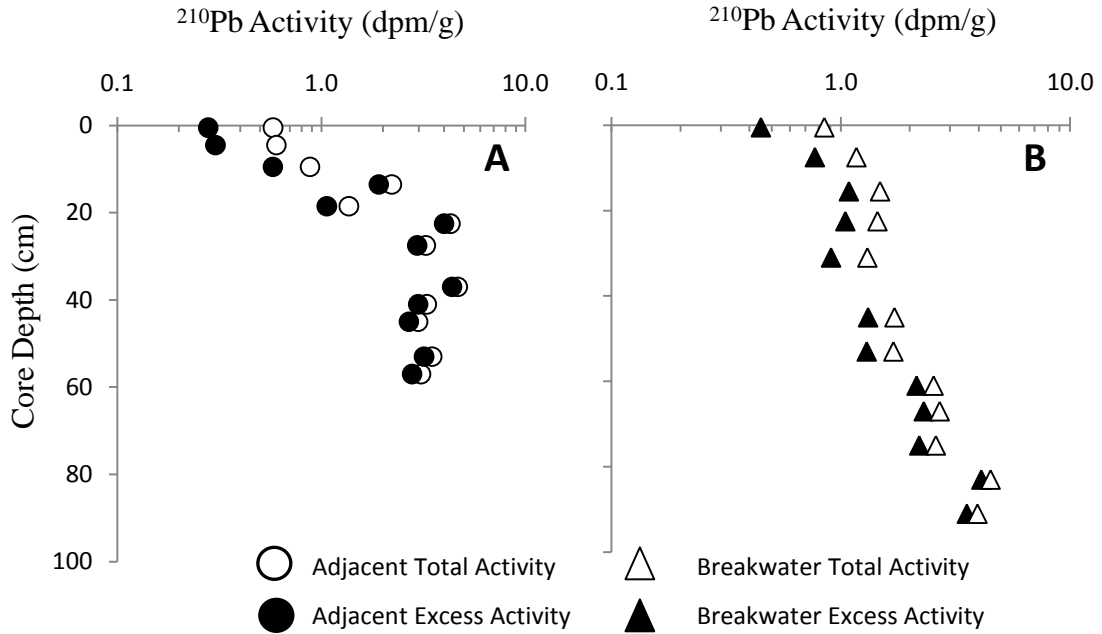 ²¹⁰Pb Activity (dpm/g)
²¹⁰Pb Activity (dpm/g)
0.1 1.0 10.0
0.1 1.0 10.0
0
20
40
60
80
100
Core Depth (cm)
A
B
Adjacent Total Activity
Breakwater Total Activity
Adjacent Excess Activity
Breakwater Excess Activity